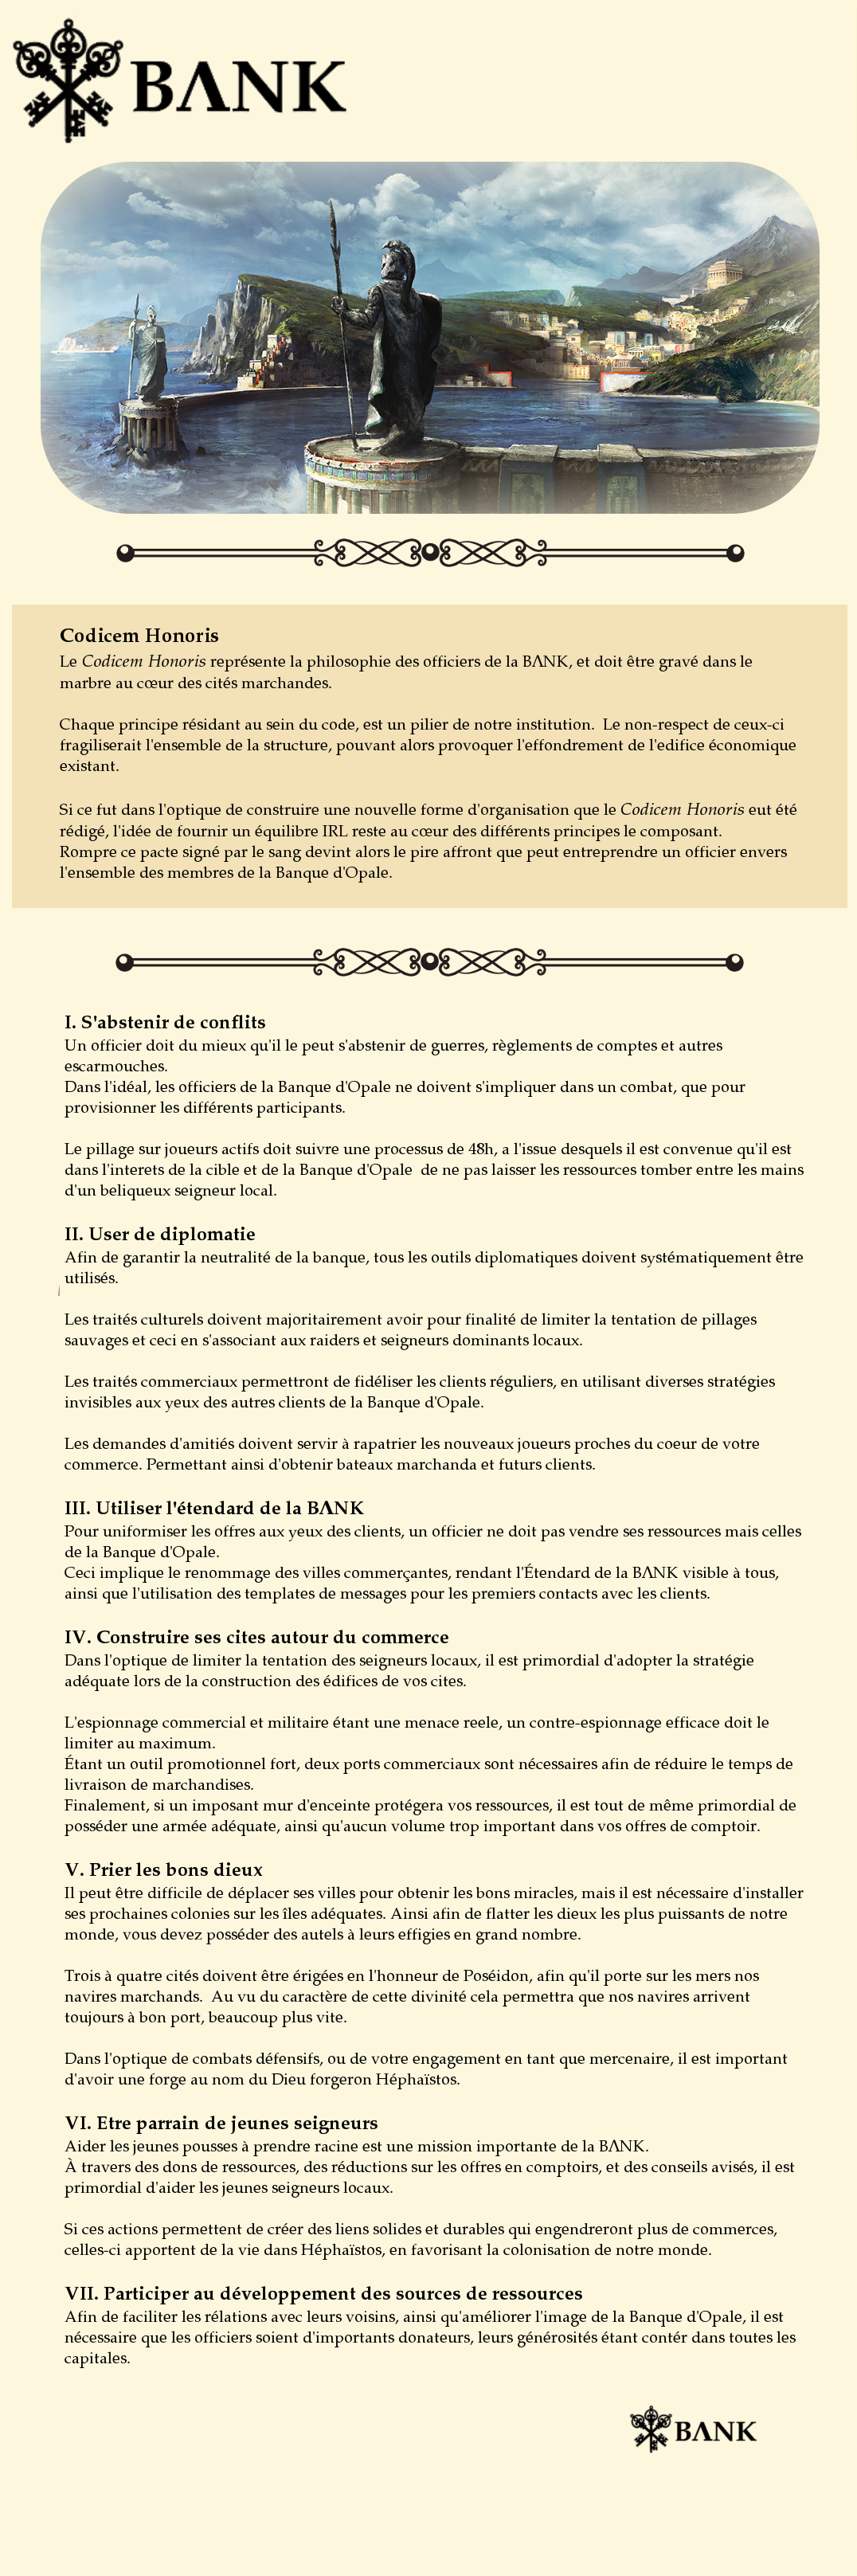 BΛNK
Codicem Honoris
Le Codicem Honoris représente la philosophie des officiers de la BΛNK, et doit être gravé dans le
marbre au cœur des cités marchandes.
Chaque principe résidant au sein du code, est un pilier de notre institution.  Le non-respect de ceux-ci
fragiliserait l'ensemble de la structure, pouvant alors provoquer l'effondrement de l'edifice économique
existant.
Si ce fut dans l'optique de construire une nouvelle forme d'organisation que le Codicem Honoris eut été
rédigé, l'idée de fournir un équilibre IRL reste au cœur des différents principes le composant.
Rompre ce pacte signé par le sang devint alors le pire affront que peut entreprendre un officier envers
l'ensemble des membres de la Banque d'Opale.
I. S'abstenir de conflits
Un officier doit du mieux qu'il le peut s'abstenir de guerres, règlements de comptes et autres
escarmouches.
Dans l'idéal, les officiers de la Banque d'Opale ne doivent s'impliquer dans un combat, que pour
provisionner les différents participants.
Le pillage sur joueurs actifs doit suivre une processus de 48h, a l'issue desquels il est convenue qu'il est
dans l'interets de la cible et de la Banque d'Opale  de ne pas laisser les ressources tomber entre les mains
d'un beliqueux seigneur local.
II. User de diplomatie
Afin de garantir la neutralité de la banque, tous les outils diplomatiques doivent systématiquement être
utilisés.
Les traités culturels doivent majoritairement avoir pour finalité de limiter la tentation de pillages
sauvages et ceci en s'associant aux raiders et seigneurs dominants locaux.
Les traités commerciaux permettront de fidéliser les clients réguliers, en utilisant diverses stratégies
invisibles aux yeux des autres clients de la Banque d'Opale.
Les demandes d'amitiés doivent servir à rapatrier les nouveaux joueurs proches du coeur de votre
commerce. Permettant ainsi d'obtenir bateaux marchanda et futurs clients.
III. Utiliser l'étendard de la BΛNK
Pour uniformiser les offres aux yeux des clients, un officier ne doit pas vendre ses ressources mais celles
de la Banque d'Opale.
Ceci implique le renommage des villes commerçantes, rendant l'Étendard de la BΛNK visible à tous,
ainsi que l'utilisation des templates de messages pour les premiers contacts avec les clients.
IV. Construire ses cites autour du commerce
Dans l'optique de limiter la tentation des seigneurs locaux, il est primordial d'adopter la stratégie
adéquate lors de la construction des édifices de vos cites.
L'espionnage commercial et militaire étant une menace reele, un contre-espionnage efficace doit le
limiter au maximum.
Étant un outil promotionnel fort, deux ports commerciaux sont nécessaires afin de réduire le temps de
livraison de marchandises.
Finalement, si un imposant mur d'enceinte protégera vos ressources, il est tout de même primordial de
posséder une armée adéquate, ainsi qu'aucun volume trop important dans vos offres de comptoir.
V. Prier les bons dieux
Il peut être difficile de déplacer ses villes pour obtenir les bons miracles, mais il est nécessaire d'installer
ses prochaines colonies sur les îles adéquates. Ainsi afin de flatter les dieux les plus puissants de notre
monde, vous devez posséder des autels à leurs effigies en grand nombre.
Trois à quatre cités doivent être érigées en l'honneur de Poséidon, afin qu'il porte sur les mers nos
navires marchands.  Au vu du caractère de cette divinité cela permettra que nos navires arrivent
toujours à bon port, beaucoup plus vite.
Dans l'optique de combats défensifs, ou de votre engagement en tant que mercenaire, il est important
d'avoir une forge au nom du Dieu forgeron Héphaïstos.
VI. Etre parrain de jeunes seigneurs
Aider les jeunes pousses à prendre racine est une mission importante de la BΛNK.
À travers des dons de ressources, des réductions sur les offres en comptoirs, et des conseils avisés, il est
primordial d'aider les jeunes seigneurs locaux.
Si ces actions permettent de créer des liens solides et durables qui engendreront plus de commerces,
celles-ci apportent de la vie dans Héphaïstos, en favorisant la colonisation de notre monde.
VII. Participer au développement des sources de ressources
Afin de faciliter les rélations avec leurs voisins, ainsi qu'améliorer l'image de la Banque d'Opale, il est
nécessaire que les officiers soient d'importants donateurs, leurs générosités étant contér dans toutes les
capitales.
BΛNK